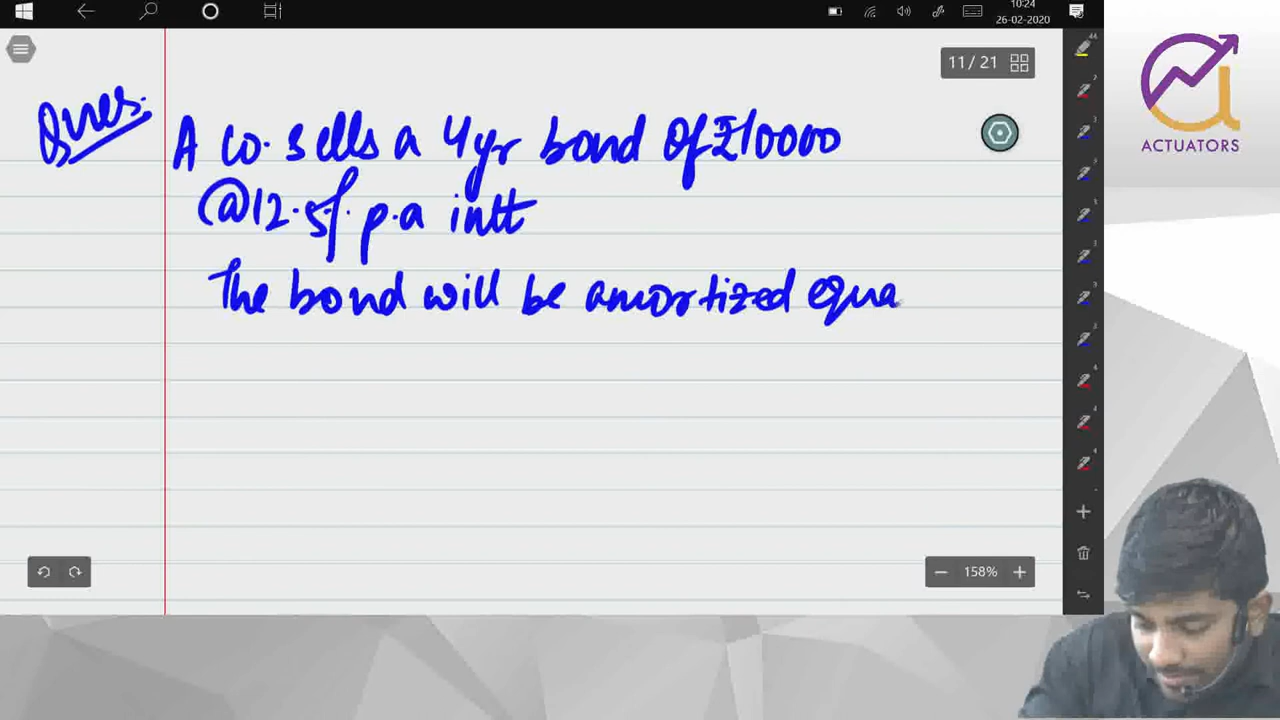 10:24
26-02-2020
11 / 21
ACTUATORS
Ques.
A co. sells a 4yr bond of ₹10000
@12.5% p.a intt
The bond will be amortized equa
158%